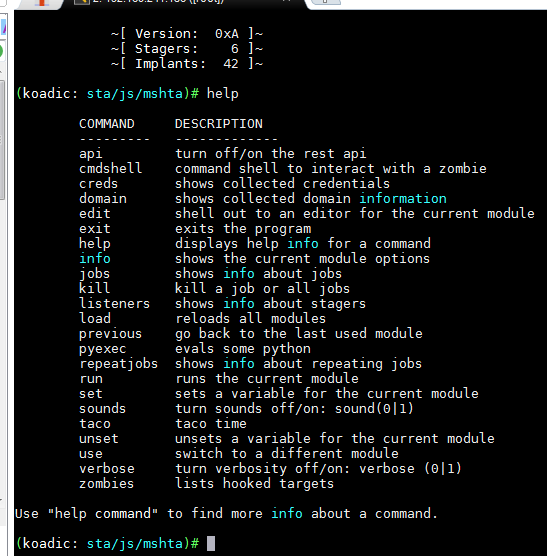 ~[ Version:  0xA ]~
~[ Stagers:    6 ]~
~[ Implants:  42 ]~
(koadic: sta/js/mshta)# help
COMMAND     DESCRIPTION
---------   -------------
api         turn off/on the rest api
cmdshell    command shell to interact with a zombie
creds       shows collected credentials
domain      shows collected domain information
edit        shell out to an editor for the current module
exit        exits the program
help        displays help info for a command
info        shows the current module options
jobs        shows info about jobs
kill        kill a job or all jobs
listeners   shows info about stagers
load        reloads all modules
previous    go back to the last used module
pyexec      evals some python
repeatjobs  shows info about repeating jobs
run         runs the current module
set         sets a variable for the current module
sounds      turn sounds off/on: sound(0|1)
taco        taco time
unset       unsets a variable for the current module
use         switch to a different module
verbose     turn verbosity off/on: verbose (0|1)
zombies     lists hooked targets
Use "help command" to find more info about a command.
(koadic: sta/js/mshta)#